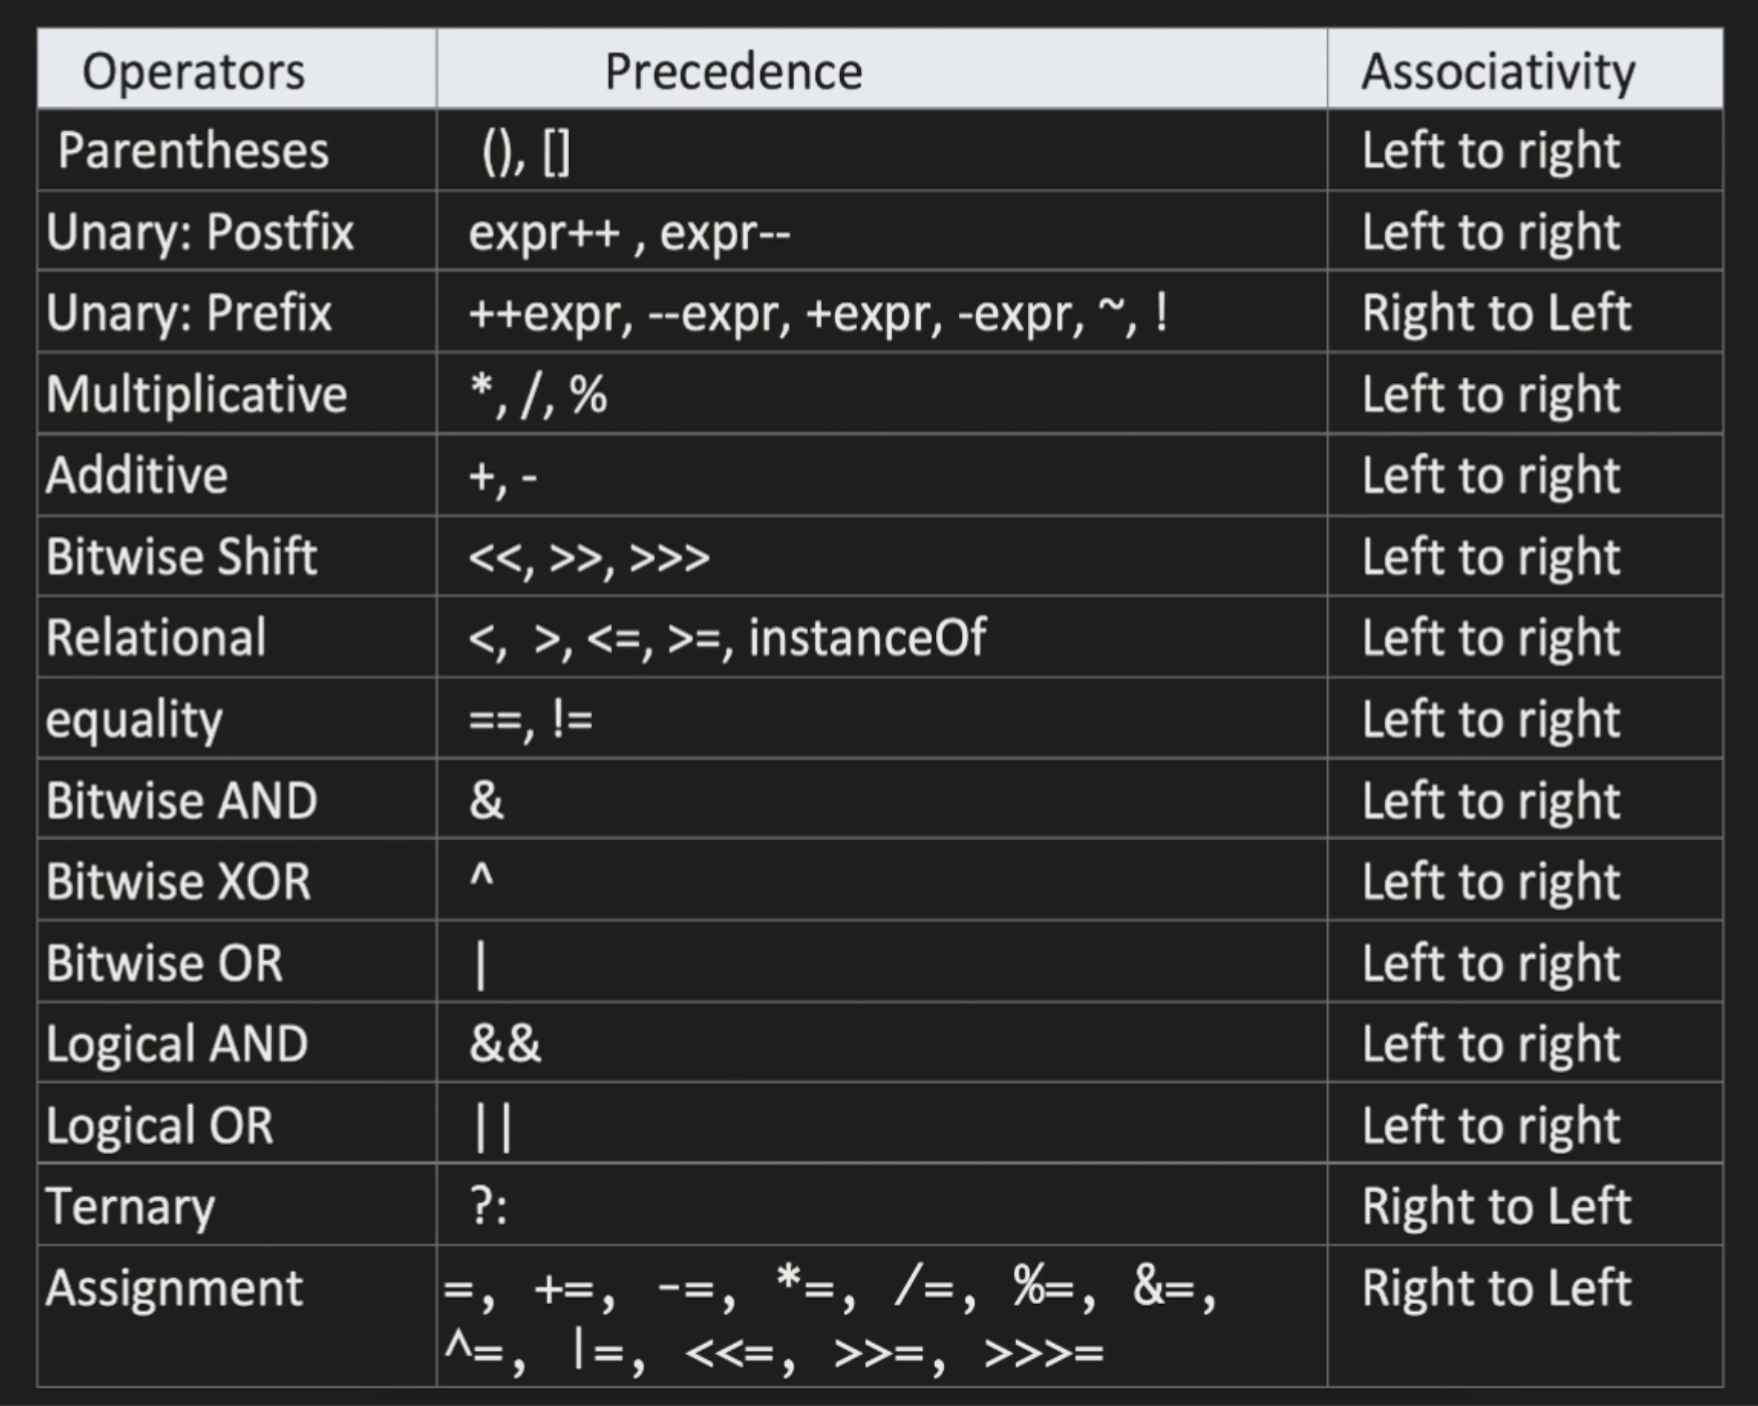 Operators Precedence Associativity
Parentheses (), [] Left to right
Unary: Postfix expr++ , expr-- Left to right
Unary: Prefix ++expr, --expr, +expr, -expr, ~, ! Right to Left
Multiplicative *, /, % Left to right
Additive +, - Left to right
Bitwise Shift <<, >>, >>> Left to right
Relational <, >, <=, >=, instanceOf Left to right
equality ==, != Left to right
Bitwise AND & Left to right
Bitwise XOR ^ Left to right
Bitwise OR | Left to right
Logical AND && Left to right
Logical OR || Left to right
Ternary ?: Right to Left
Assignment =, +=, -=, *=, /=, %=, &=, Right to Left
^=, |=, <<=, >>=, >>>=